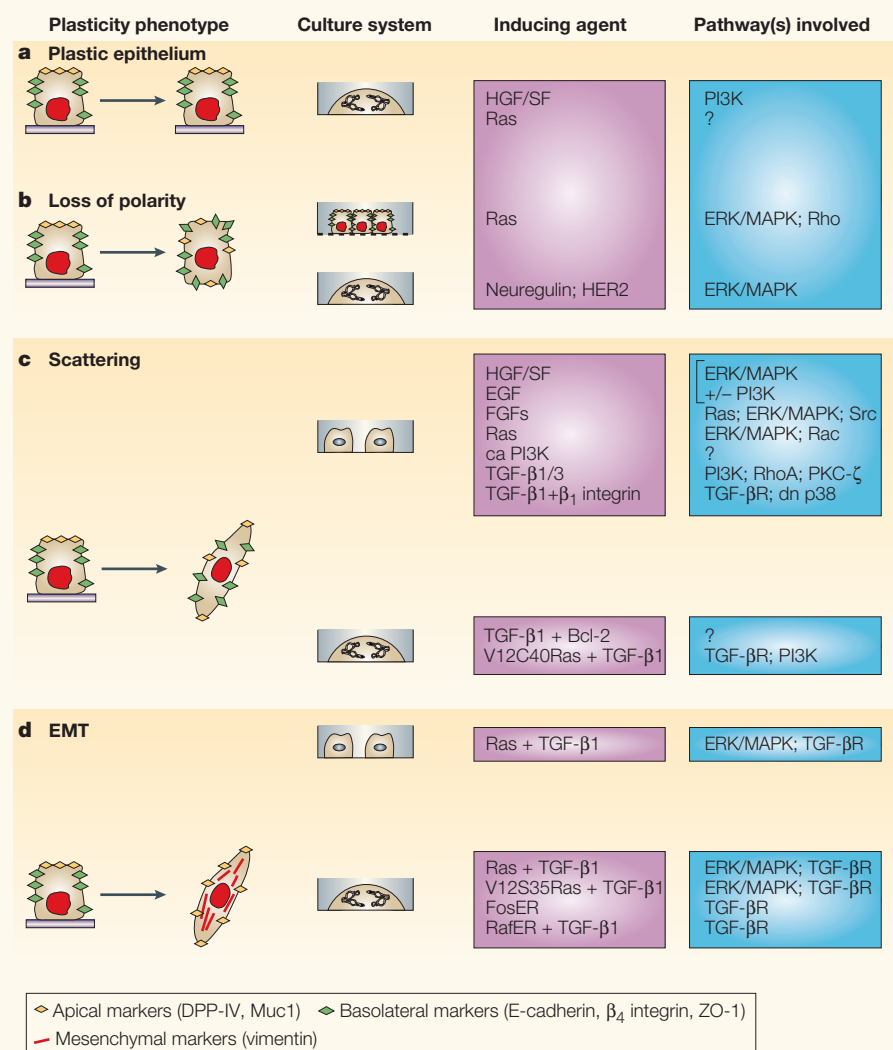 Plasticity phenotype Culture system Inducing agent Pathway(s) involved
a Plastic epithelium
HGF/SF PI3K
Ras ?
b Loss of polarity
Ras ERK/MAPK; Rho
Neuregulin; HER2 ERK/MAPK
c Scattering
HGF/SF ERK/MAPK
EGF +/– PI3K
FGFs Ras; ERK/MAPK; Src
Ras ERK/MAPK; Rac
ca PI3K ?
TGF-β1/3 PI3K; RhoA; PKC-ζ
TGF-β1+β₁ integrin TGF-βR; dn p38
TGF-β1 + Bcl-2 ?
V12C40Ras + TGF-β1 TGF-βR; PI3K
d EMT
Ras + TGF-β1 ERK/MAPK; TGF-βR
Ras + TGF-β1 ERK/MAPK; TGF-βR
V12S35Ras + TGF-β1 ERK/MAPK; TGF-βR
FosER TGF-βR
RafER + TGF-β1 TGF-βR
Apical markers (DPP-IV, Muc1) Basolateral markers (E-cadherin, β₄ integrin, ZO-1)
Mesenchymal markers (vimentin)